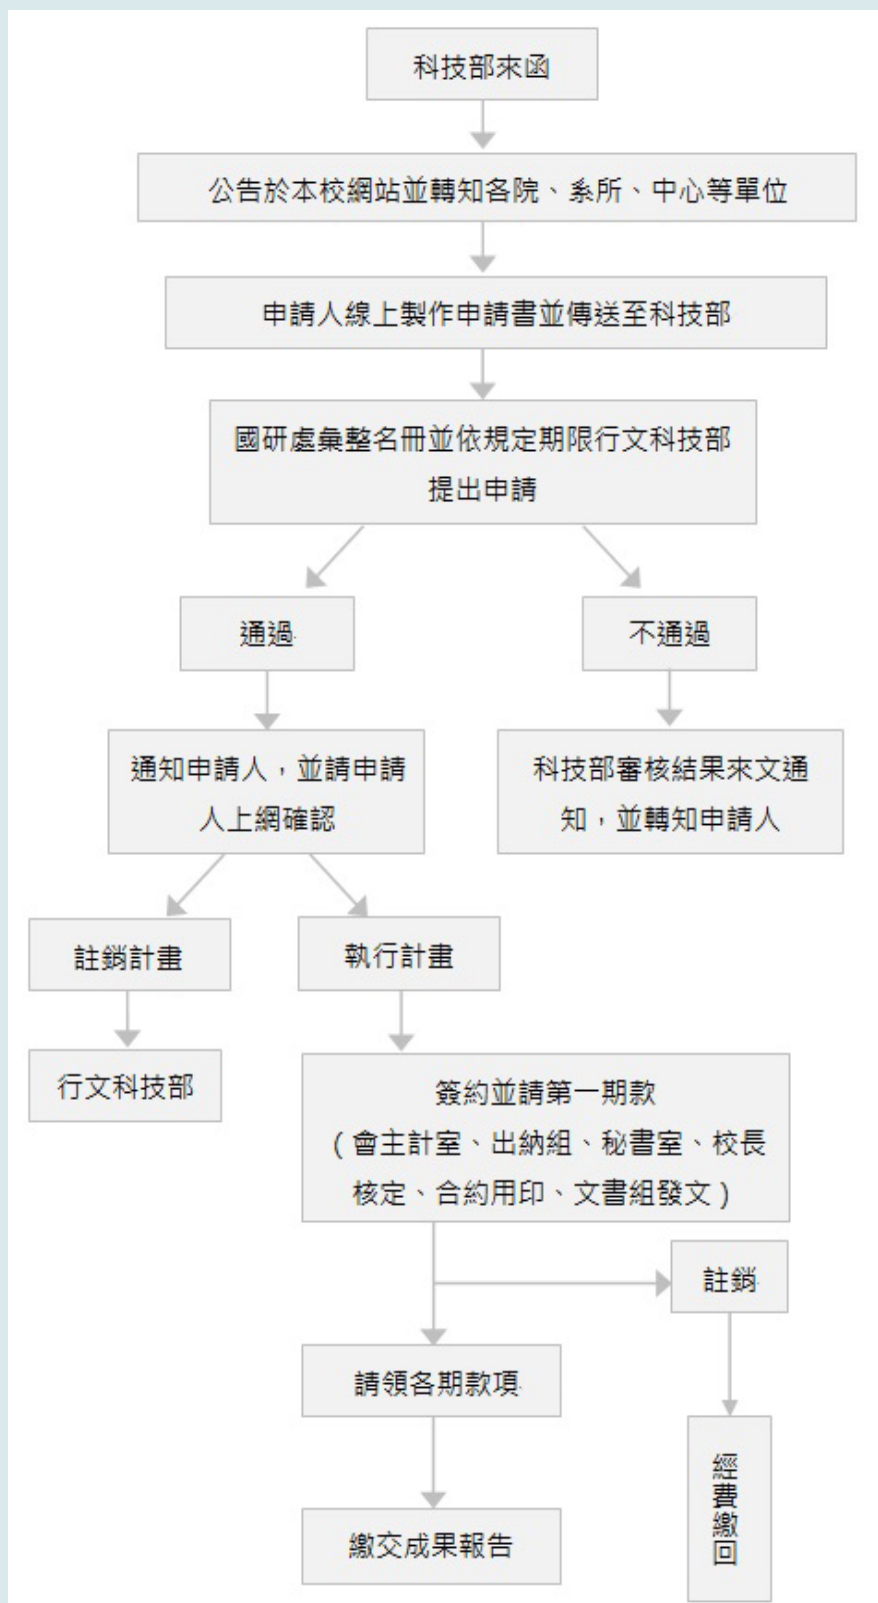 科技部來函
公告於本校網站並轉知各院、系所、中心等單位
申請人線上製作申請書並傳送至科技部
國研處彙整名冊並依規定期限行文科技部
提出申請
通過
不通過
通知申請人，並請申請
人上網確認
科技部審核結果來文通
知，並轉知申請人
註銷計畫
執行計畫
行文科技部
簽約並請第一期款
(會主計室、出納組、秘書室、校長
核定、合約用印、文書組發文)
註銷
請領各期款項
經費繳回
繳交成果報告